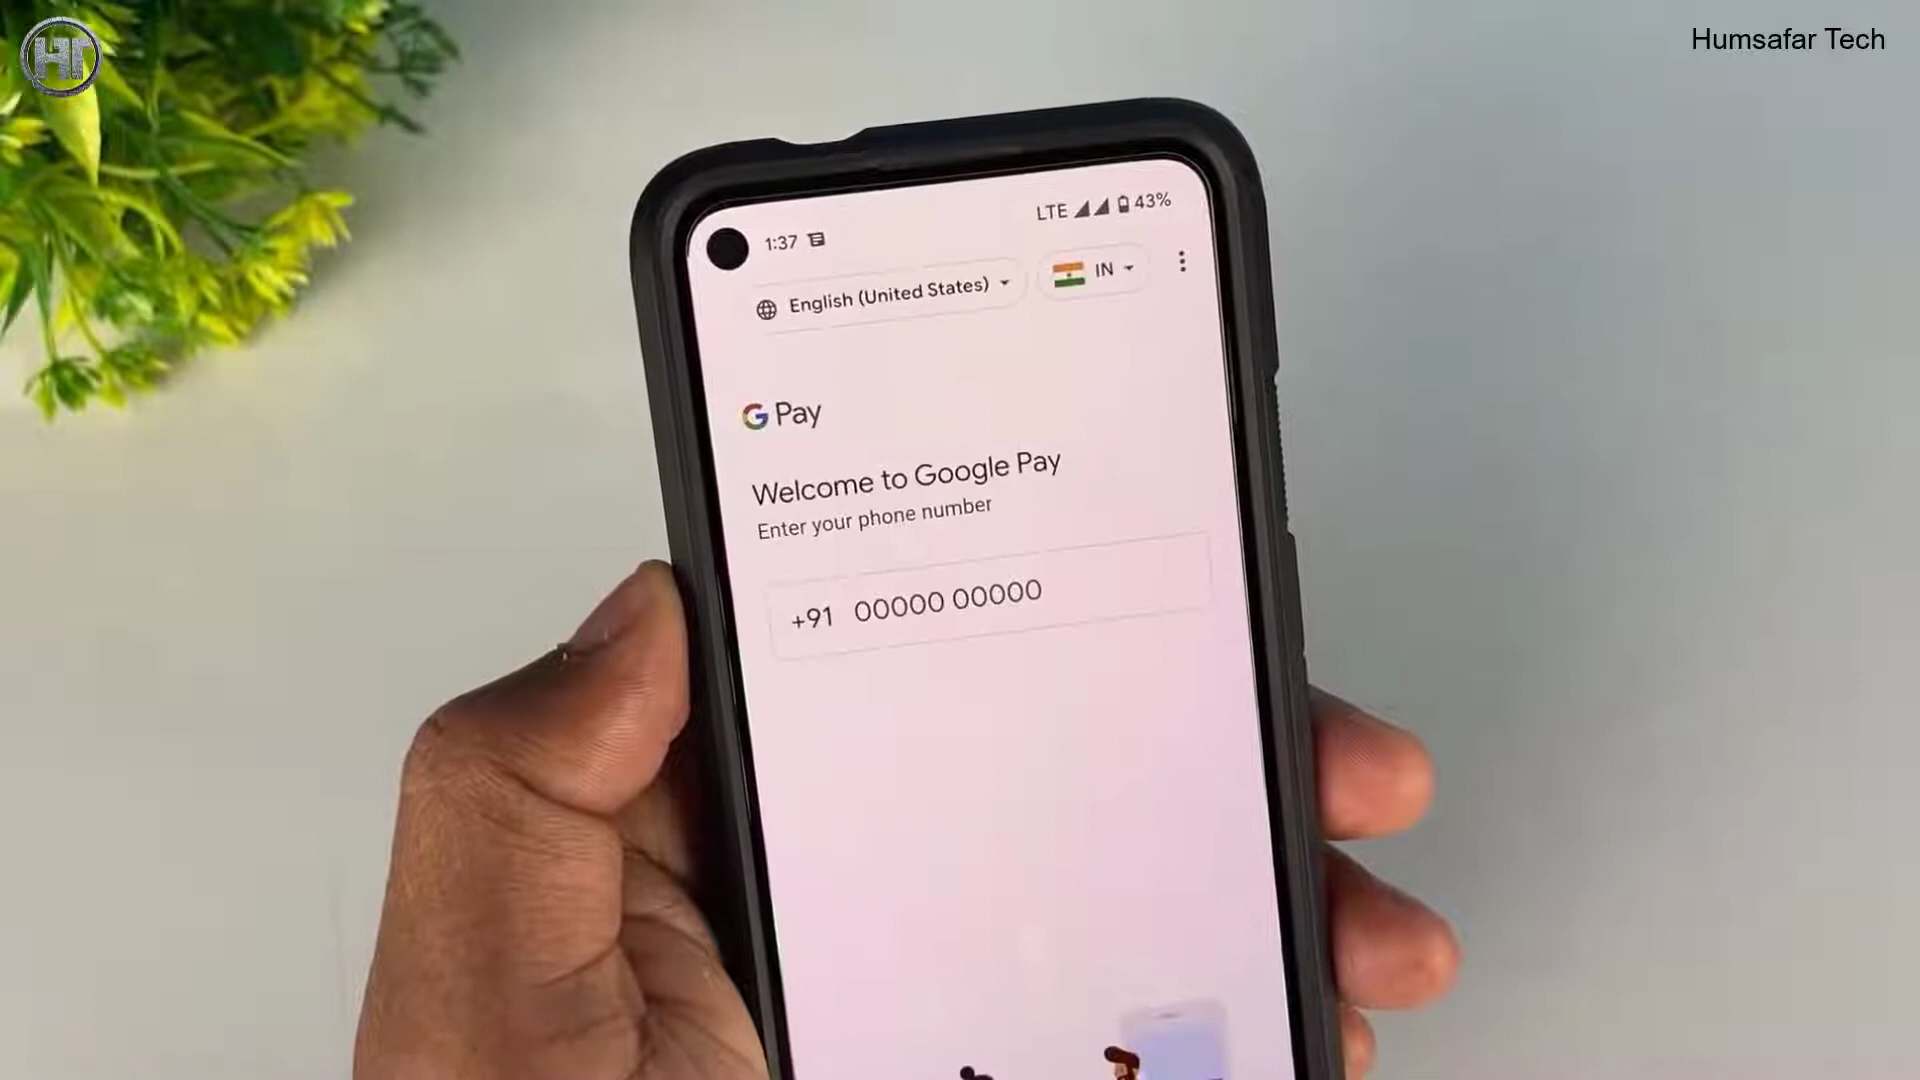 HT
Humsafar Tech
1:37
LTE 43%
English (United States)
IN
G Pay
Welcome to Google Pay
Enter your phone number
+91 00000 00000